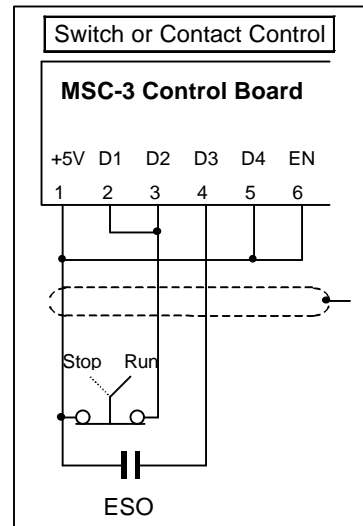 Switch or Contact Control
MSC-3 Control Board
+5V D1 D2 D3 D4 EN
1 2 3 4 5 6
Stop Run
ESO